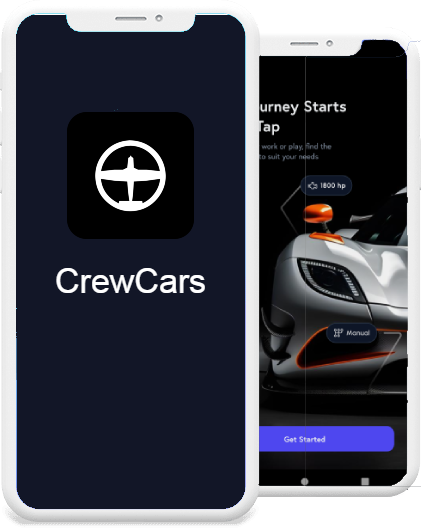 CrewCars
urney Starts
Tap
work or play, find the
to suit your needs
1800 hp
Manual
Get Started